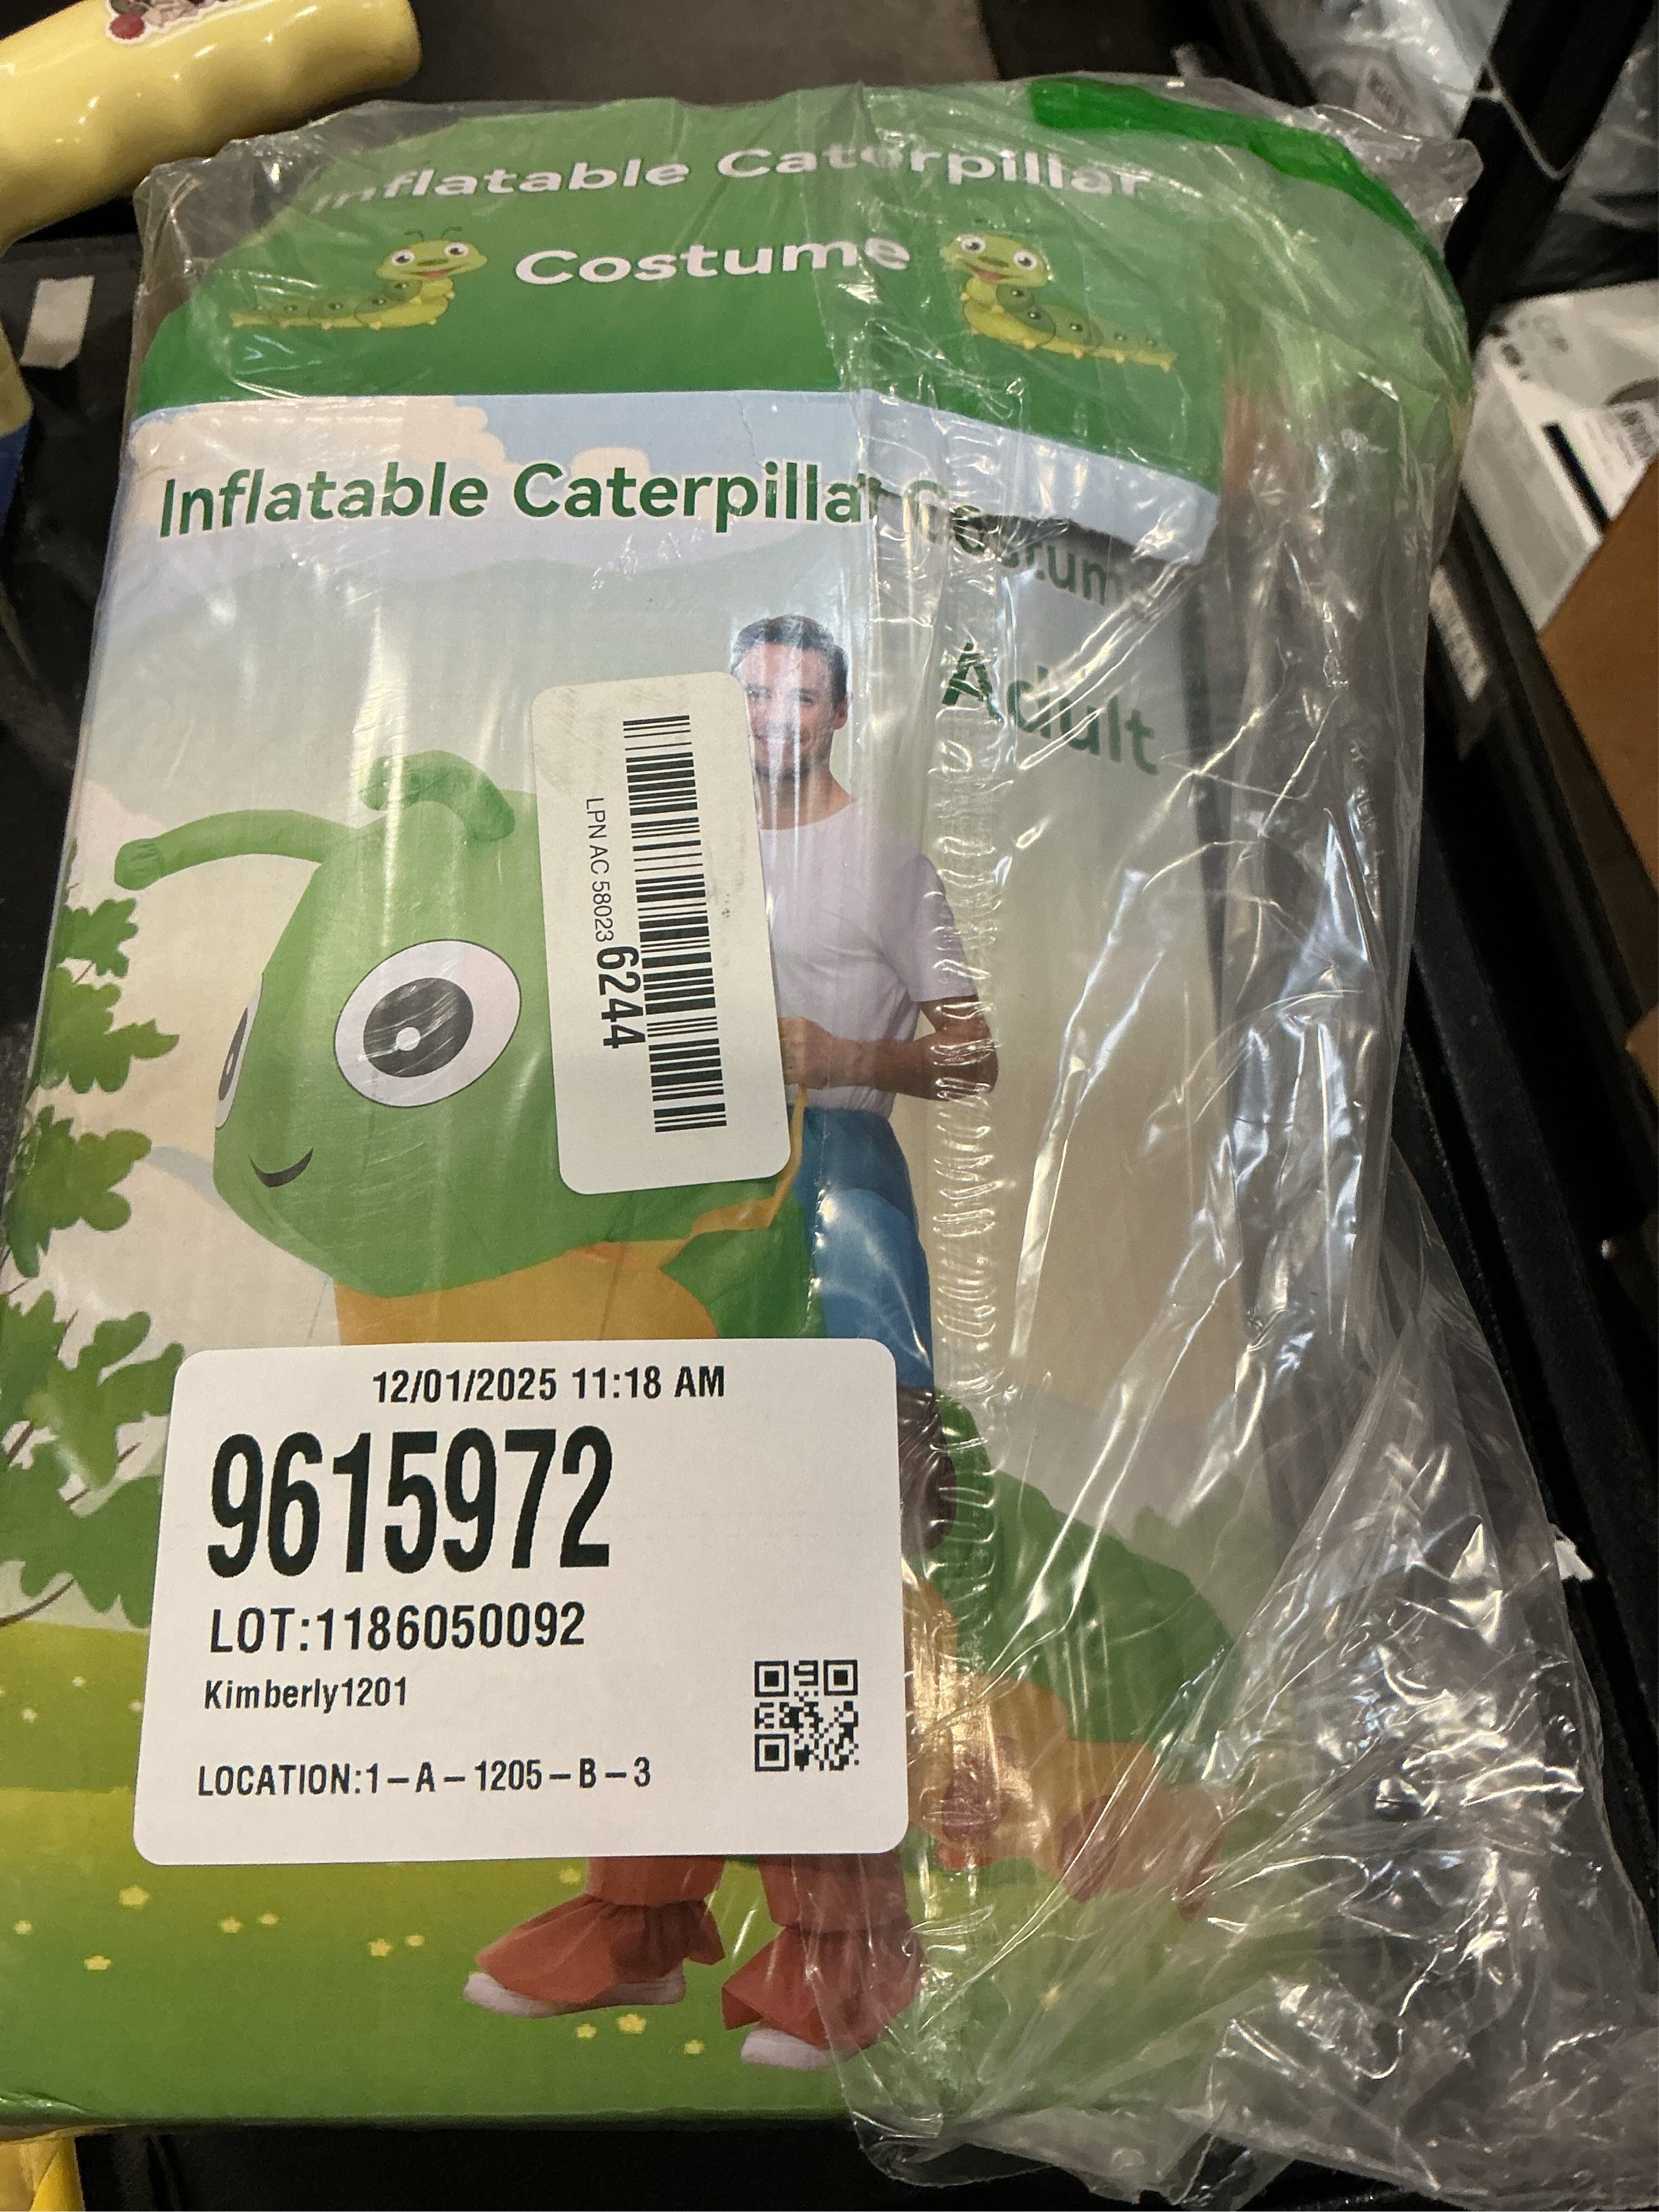 Inflatable Caterpillar
Costume
Inflatable Caterpillar Costum
Adult
LPN AC 58023 6244
12/01/2025 11:18 AM
9615972
LOT:1186050092
Kimberly1201
LOCATION:1-A-1205-B-3